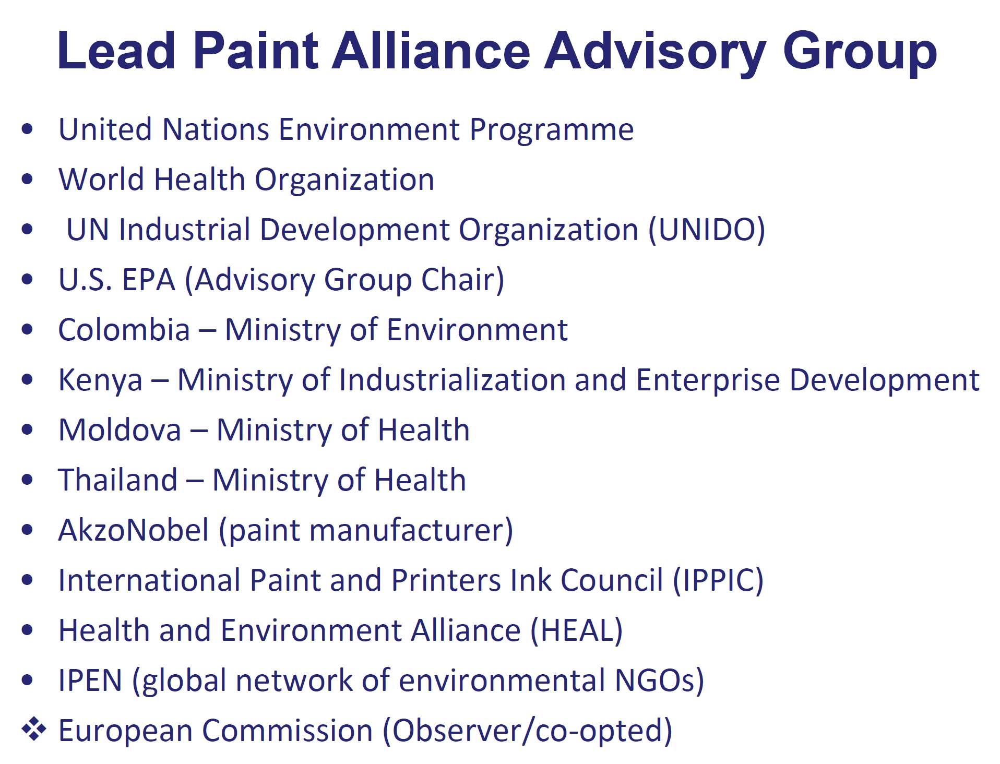 Lead Paint Alliance Advisory Group
• United Nations Environment Programme
• World Health Organization
• UN Industrial Development Organization (UNIDO)
• U.S. EPA (Advisory Group Chair)
• Colombia – Ministry of Environment
• Kenya – Ministry of Industrialization and Enterprise Development
• Moldova – Ministry of Health
• Thailand – Ministry of Health
• AkzoNobel (paint manufacturer)
• International Paint and Printers Ink Council (IPPIC)
• Health and Environment Alliance (HEAL)
• IPEN (global network of environmental NGOs)
❖ European Commission (Observer/co-opted)